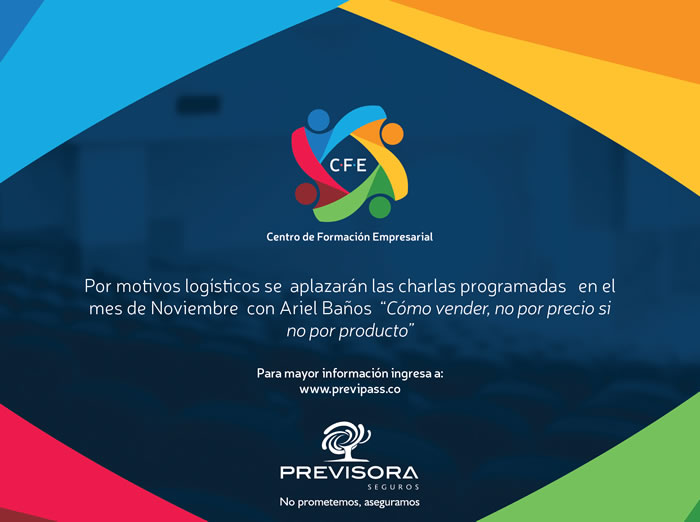 C·F·E
Centro de Formación Empresarial
Por motivos logísticos se aplazarán las charlas programadas en el
mes de Noviembre con Ariel Baños “Cómo vender, no por precio si
no por producto”
Para mayor información ingresa a:
www.previpass.co
PREVISORA
SEGUROS
No prometemos, aseguramos